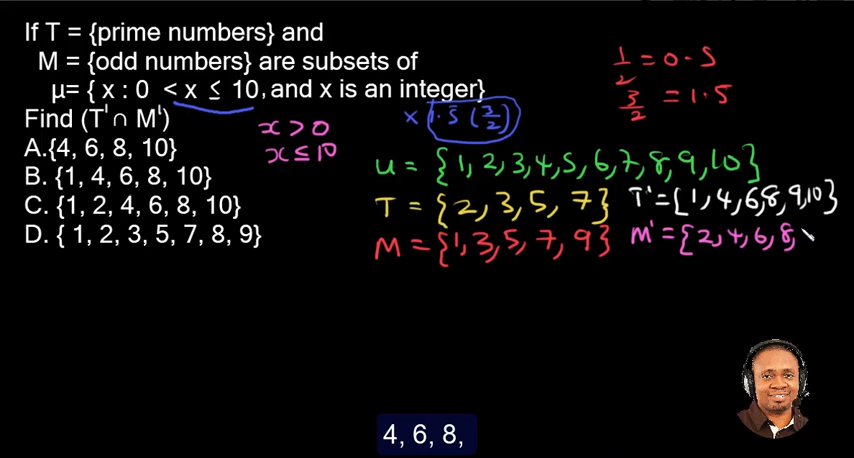 If T = {prime numbers} and
M = {odd numbers} are subsets of
μ= { x : 0 < x ≤ 10, and x is an integer}
Find (T' ∩ M')
A.{4, 6, 8, 10}
B. {1, 4, 6, 8, 10}
C. {1, 2, 4, 6, 8, 10}
D. { 1, 2, 3, 5, 7, 8, 9}
x > 0
x ≤ 10
1/2 = 0.5
3/2 = 1.5
x 1.5 (3/2)
u = {1, 2, 3, 4, 5, 6, 7, 8, 9, 10}
T = {2, 3, 5, 7} T' = {1, 4, 6, 8, 9, 10}
M = {1, 3, 5, 7, 9} M' = {2, 4, 6, 8,
4, 6, 8,